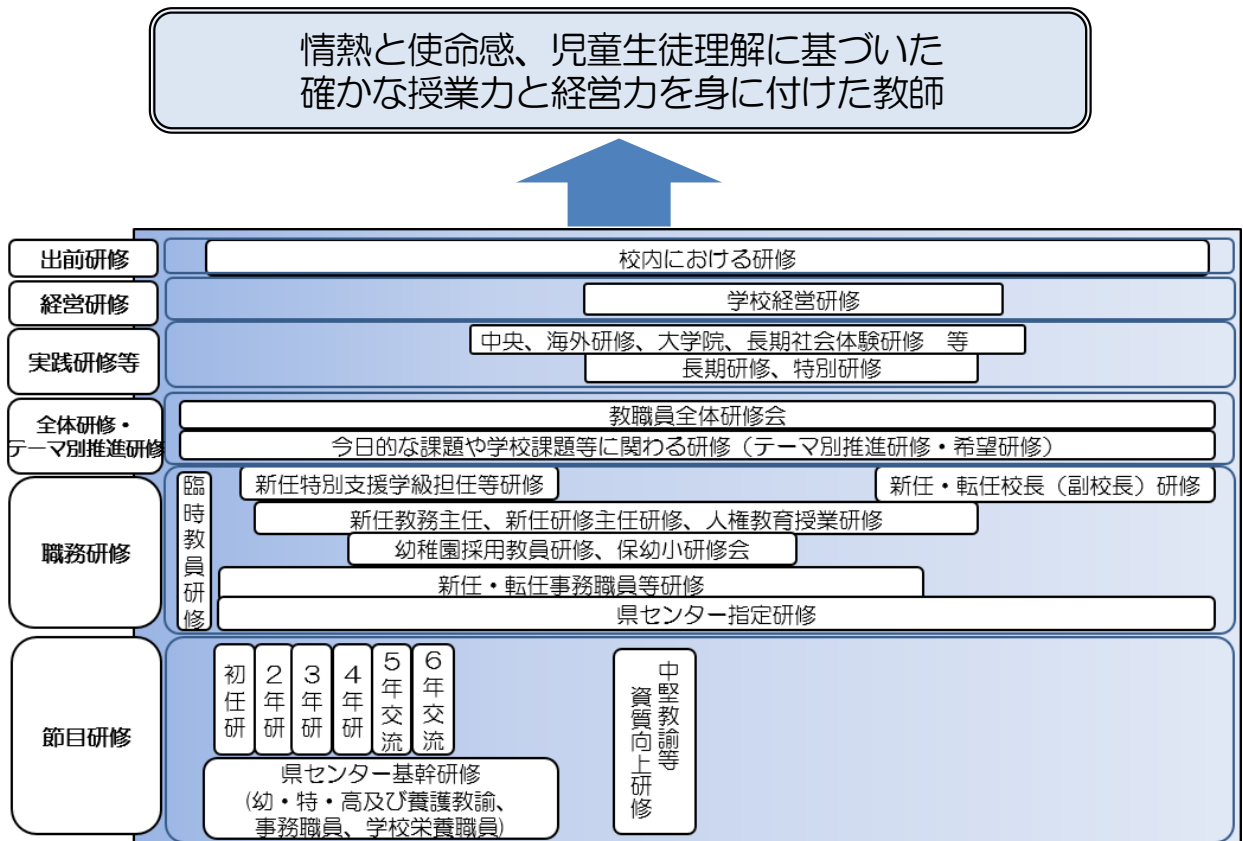 情熱と使命感、児童生徒理解に基づいた
確かな授業力と経営力を身に付けた教師
出前研修
校内における研修
経営研修
学校経営研修
実践研修等
中央、海外研修、大学院、長期社会体験研修　等
長期研修、特別研修
全体研修・
テーマ別推進研修
教職員全体研修会
今日的な課題や学校課題等に関わる研修（テーマ別推進研修・希望研修）
職務研修
臨時教員研修
新任特別支援学級担任等研修
新任・転任校長（副校長）研修
新任教務主任、新任研修主任研修、人権教育授業研修
幼稚園採用教員研修、保幼小研修会
新任・転任事務職員等研修
県センター指定研修
節目研修
初任研
２年研
３年研
４年研
５年交流
６年交流
中堅教諭等
資質向上研修
県センター基幹研修
(幼・特・高及び養護教諭、
事務職員、学校栄養職員)